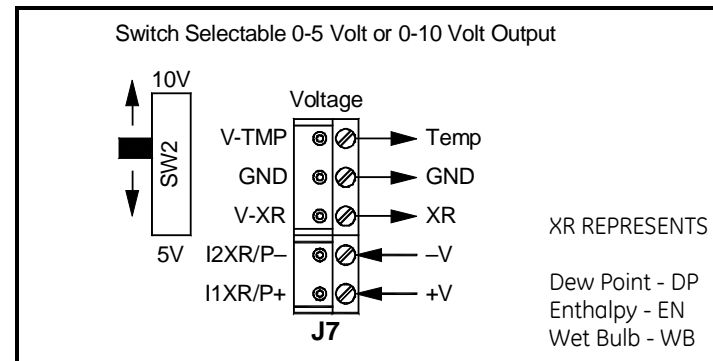 Switch Selectable 0-5 Volt or 0-10 Volt Output
10V
Voltage
V-TMP Temp
SW2
GND GND
V-XR XR
XR REPRESENTS
5V I2XR/P– –V
Dew Point - DP
I1XR/P+ +V
Enthalpy - EN
J7
Wet Bulb - WB